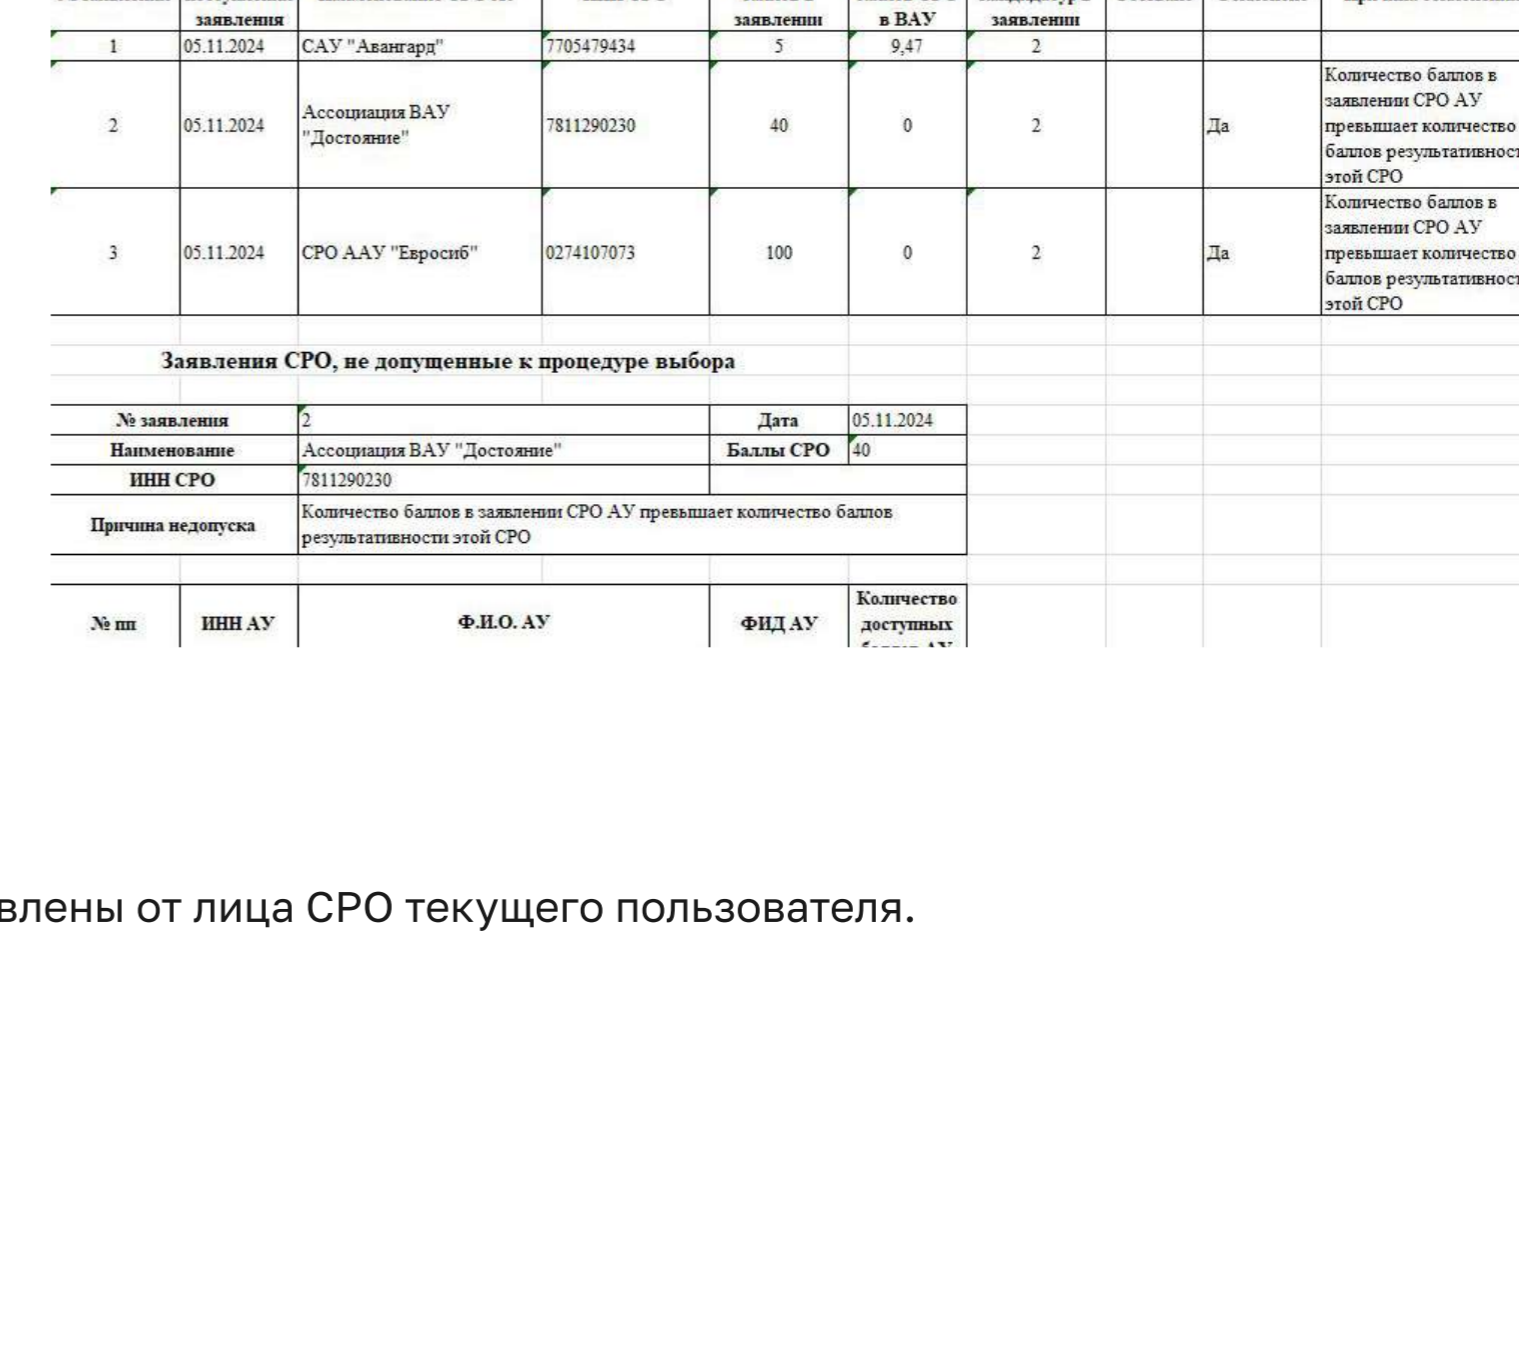 заявления заявлении в ВАУ заявлении
1 05.11.2024 САУ "Авангард" 7705479434 5 9,47 2
2 05.11.2024 Ассоциация ВАУ "Достояние" 7811290230 40 0 2 Да
Количество баллов в
заявлении СРО АУ
превышает количество
баллов результативност
этой СРО
3 05.11.2024 СРО ААУ "Евросиб" 0274107073 100 0 2 Да
Количество баллов в
заявлении СРО АУ
превышает количество
баллов результативност
этой СРО
Заявления СРО, не допущенные к процедуре выбора
№ заявления 2 Дата 05.11.2024
Наименование Ассоциация ВАУ "Достояние" Баллы СРО 40
ИНН СРО 7811290230
Причина недопуска Количество баллов в заявлении СРО АУ превышает количество баллов
результативности этой СРО
№ пп ИНН АУ Ф.И.О. АУ ФИД АУ Количество
доступных
влены от лица СРО текущего пользователя.